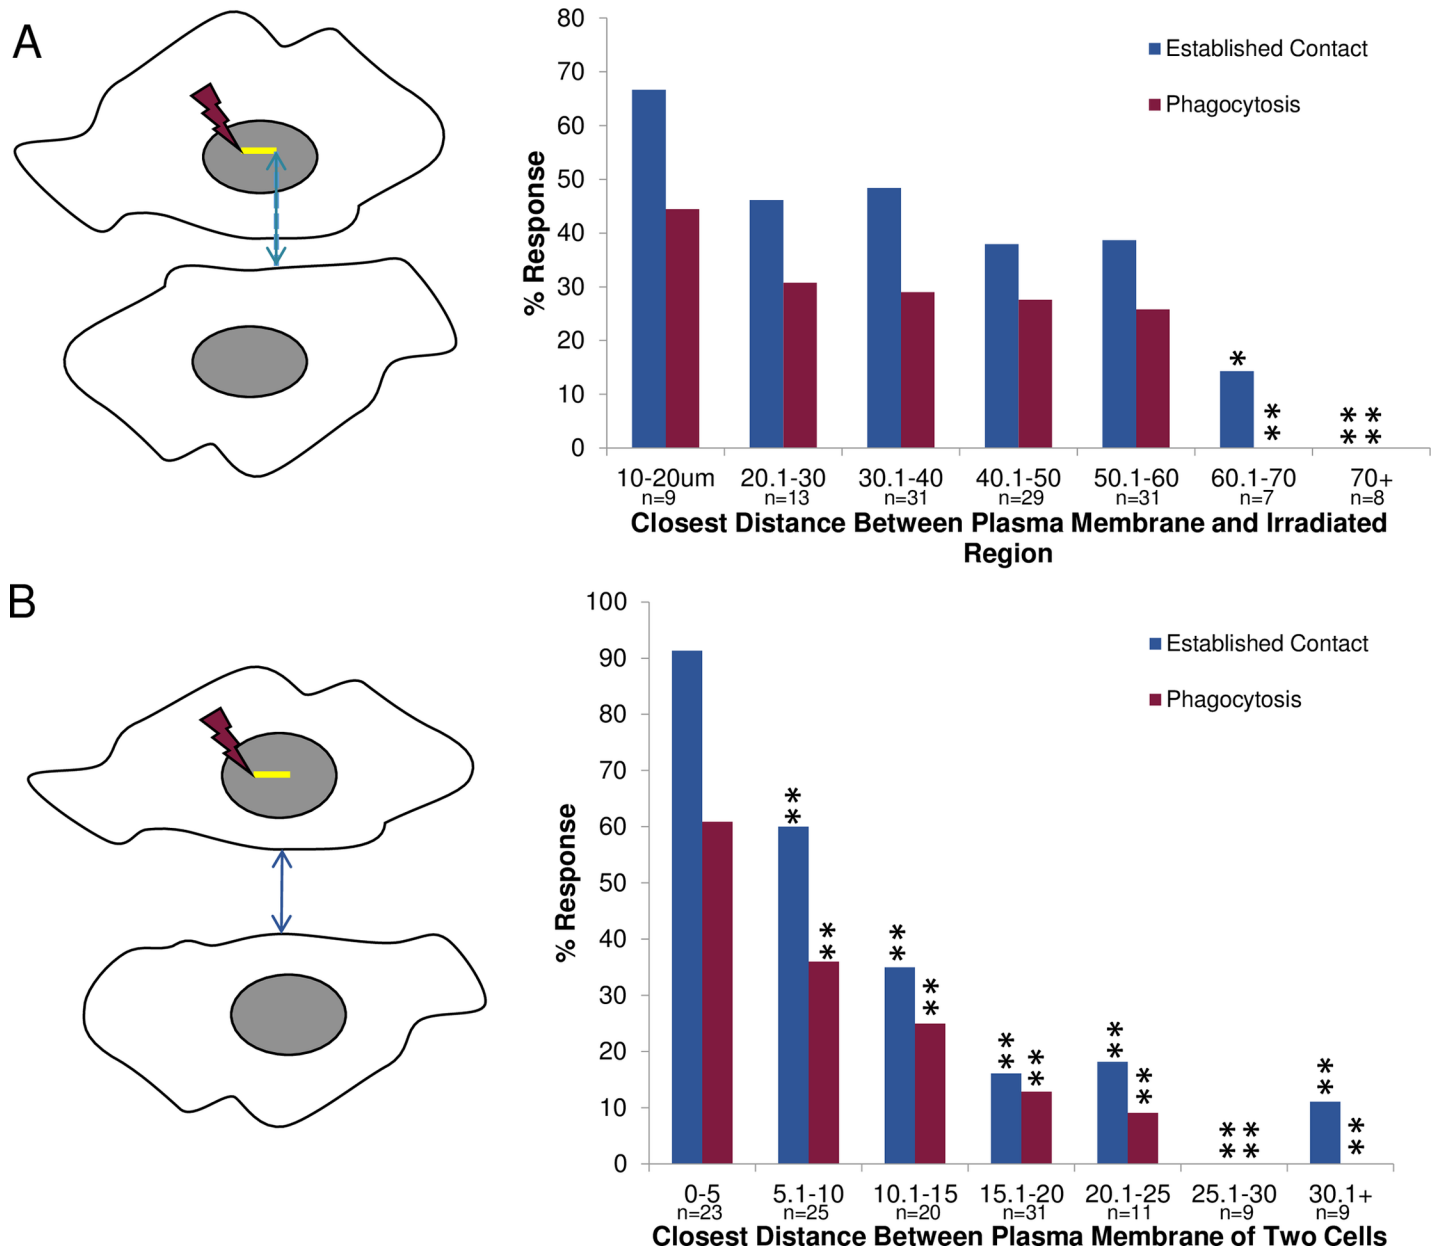 A
80
70
60
50
40
30
20
10
0
% Response
Established Contact
Phagocytosis
*
**
** **
10-20um 20.1-30 30.1-40 40.1-50 50.1-60 60.1-70 70+
n=9 n=13 n=31 n=29 n=31 n=7 n=8
Closest Distance Between Plasma Membrane and Irradiated
Region
B
100
90
80
70
60
50
40
30
20
10
0
% Response
Established Contact
Phagocytosis
**
**
**
**
**
**
**
**
** **
**
**
0-5 5.1-10 10.1-15 15.1-20 20.1-25 25.1-30 30.1+
n=23 n=25 n=20 n=31 n=11 n=9 n=9
Closest Distance Between Plasma Membrane of Two Cells